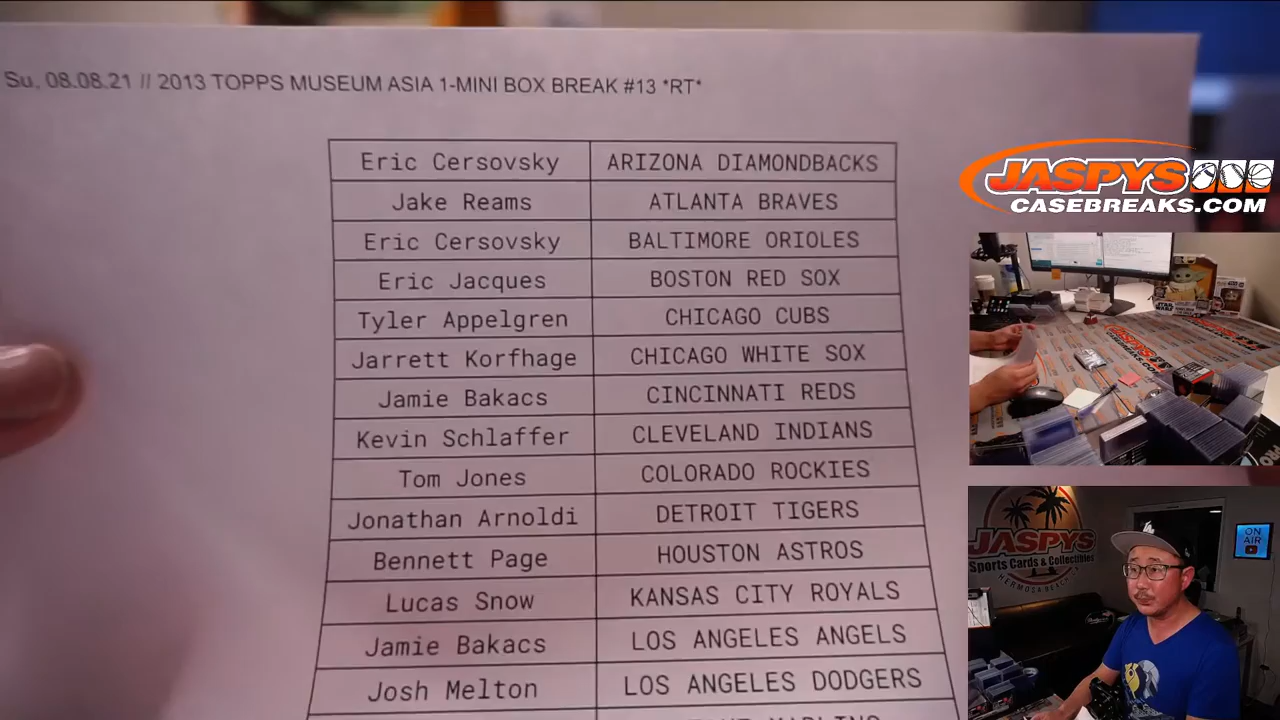 Su, 08.08.21 // 2013 TOPPS MUSEUM ASIA 1-MINI BOX BREAK #13 *RT*
Eric Cersovsky ARIZONA DIAMONDBACKS
Jake Reams ATLANTA BRAVES
Eric Cersovsky BALTIMORE ORIOLES
Eric Jacques BOSTON RED SOX
Tyler Appelgren CHICAGO CUBS
Jarrett Korfhage CHICAGO WHITE SOX
Jamie Bakacs CINCINNATI REDS
Kevin Schlaffer CLEVELAND INDIANS
Tom Jones COLORADO ROCKIES
Jonathan Arnoldi DETROIT TIGERS
Bennett Page HOUSTON ASTROS
Lucas Snow KANSAS CITY ROYALS
Jamie Bakacs LOS ANGELES ANGELS
Josh Melton LOS ANGELES DODGERS
JASPYS
CASEBREAKS.COM
JASPYS
Sports Cards & Collectibles
HERMOSA BEACH, CA
ON
AIR